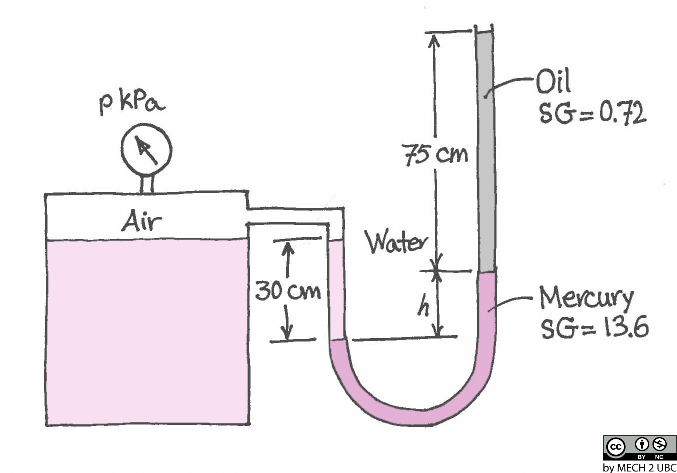 p kPa
Air
30 cm
Water
75 cm
h
Oil
SG = 0.72
Mercury
SG = 13.6
cc
BY NC
by MECH 2 UBC